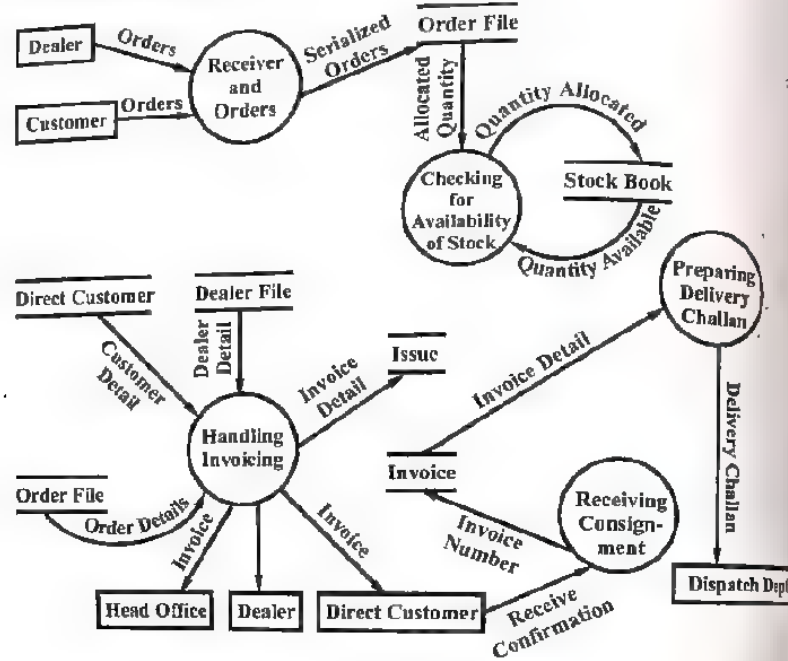 Dealer
Orders
Customer
Orders
Receiver
and
Orders
Serialized
Orders
Order File
Allocated
Quantity
Quantity Allocated
Checking
for
Availability
of Stock
Stock Book
Quantity Available
Direct Customer
Customer
Detail
Dealer File
Dealer
Detail
Issue
Invoice
Detail
Handling
Invoicing
Order File
Order Details
Invoice
Head Office
Dealer
Invoice
Direct Customer
Receive
Confirmation
Receiving
Consign-
ment
Invoice
Number
Invoice
Invoice Detail
Preparing
Delivery
Challan
Delivery Challan
Dispatch Dept